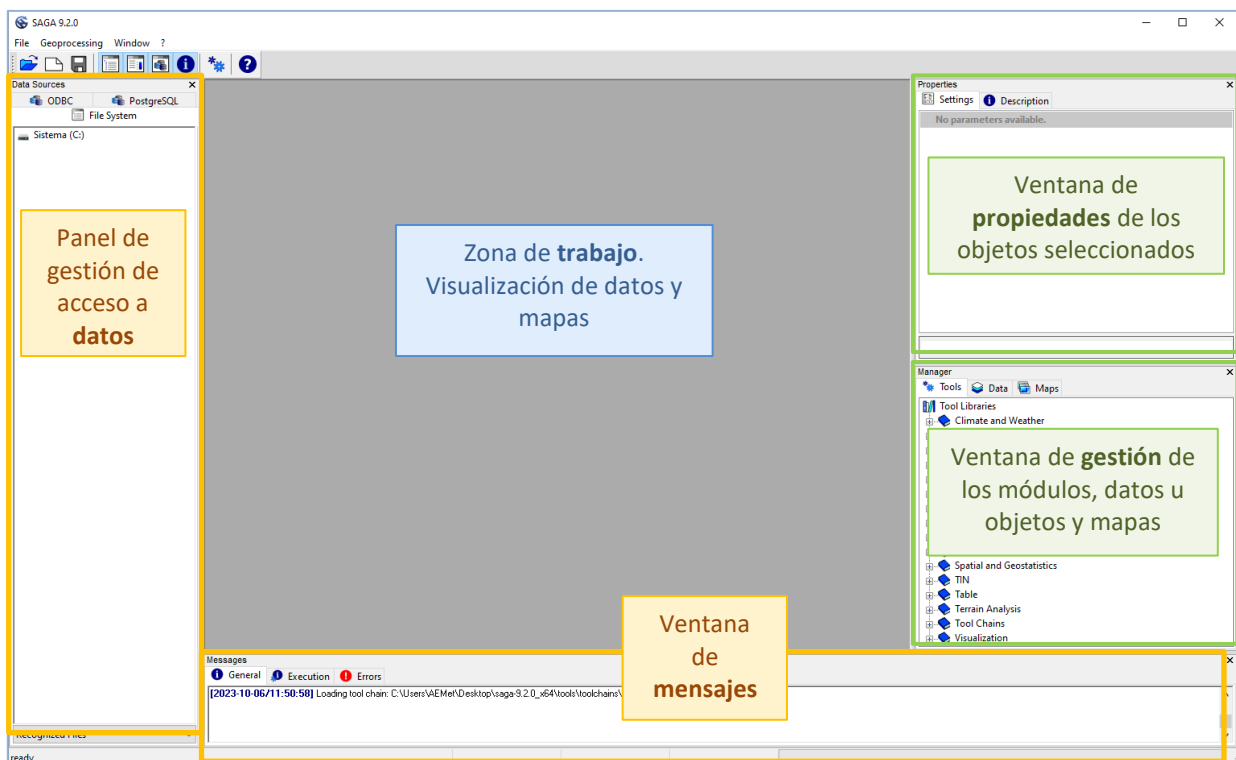 SAGA 9.2.0
File Geoprocessing Window ?
Data Sources
ODBC PostgreSQL
File System
Sistema (C:)
Panel de
gestión de
acceso a
datos
Recognized Files
ready
Zona de trabajo.
Visualización de datos y
mapas
Properties
Settings Description
No parameters available.
Ventana de
propiedades de los
objetos seleccionados
Manager
Tools Data Maps
Tool Libraries
Climate and Weather
Ventana de gestión de
los módulos, datos u
objetos y mapas
Spatial and Geostatistics
TIN
Table
Terrain Analysis
Tool Chains
Visualization
Messages
General Execution Errors
[2023-10-06/11:50:58] Loading tool chain: C:\Users\AEMet\Desktop\saga-9.2.0_x64\tools\toolchains\
Ventana
de
mensajes